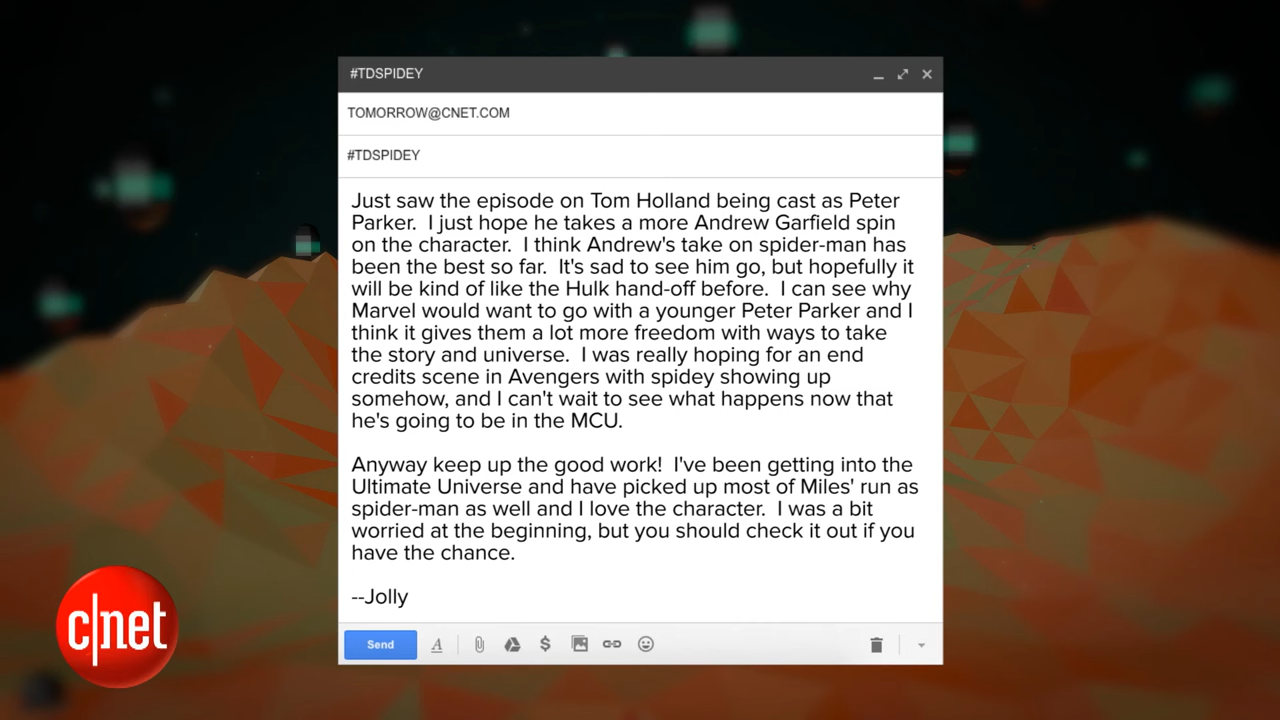 #TDSPIDEY
TOMORROW@CNET.COM
#TDSPIDEY
Just saw the episode on Tom Holland being cast as Peter
Parker.  I just hope he takes a more Andrew Garfield spin
on the character.  I think Andrew's take on spider-man has
been the best so far.  It's sad to see him go, but hopefully it
will be kind of like the Hulk hand-off before.  I can see why
Marvel would want to go with a younger Peter Parker and I
think it gives them a lot more freedom with ways to take
the story and universe.  I was really hoping for an end
credits scene in Avengers with spidey showing up
somehow, and I can't wait to see what happens now that
he's going to be in the MCU.
Anyway keep up the good work!  I've been getting into the
Ultimate Universe and have picked up most of Miles' run as
spider-man as well and I love the character.  I was a bit
worried at the beginning, but you should check it out if you
have the chance.
--Jolly
c|net
Send